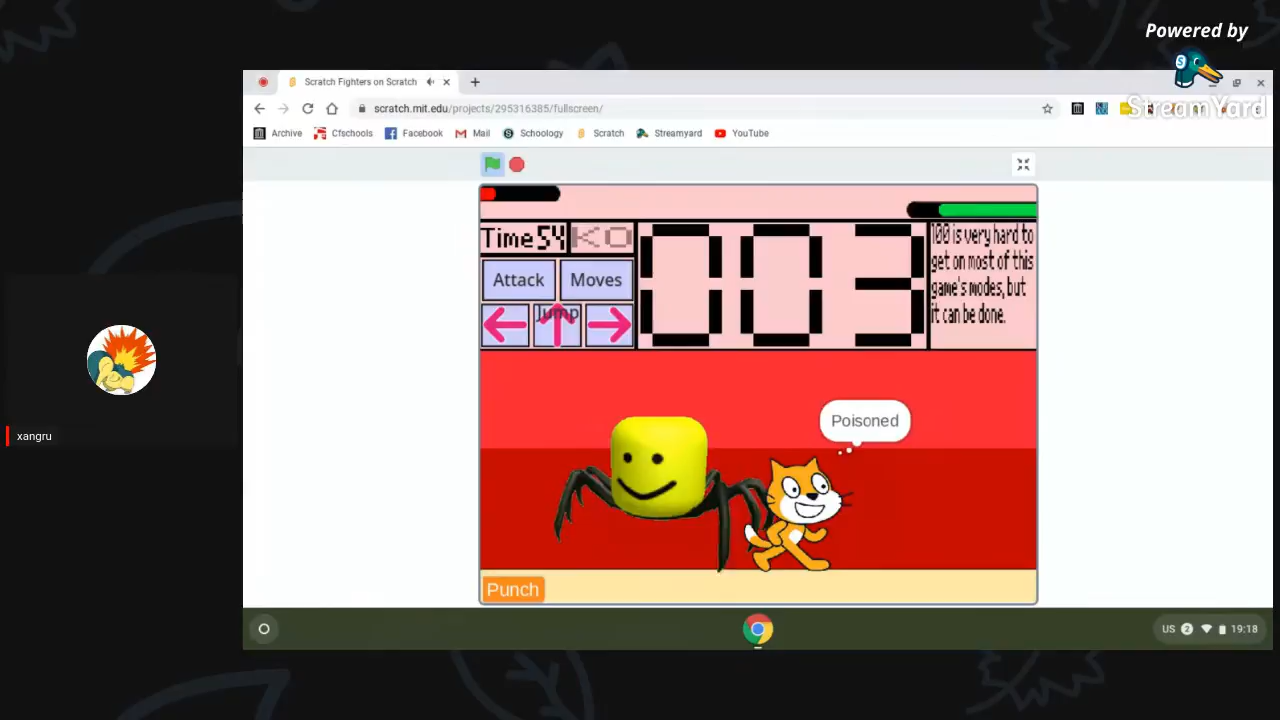 Powered by
StreamYard
Scratch Fighters on Scratch
scratch.mit.edu/projects/295316385/fullscreen/
Archive Cfschools Facebook Mail Schoology Scratch Streamyard YouTube
Time 54 KO
003
100 is very hard to
get on most of this
game's modes, but
it can be done.
Attack Moves
Jump
Poisoned
xangru
Punch
US 2 19:18